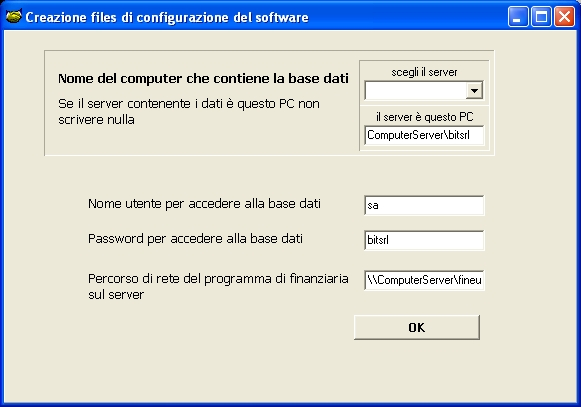 Creazione files di configurazione del software
Nome del computer che contiene la base dati
Se il server contenente i dati è questo PC non
scrivere nulla
scegli il server
il server è questo PC
ComputerServer\bitsrl
Nome utente per accedere alla base dati
sa
Password per accedere alla base dati
bitsrl
Percorso di rete del programma di finanziaria
sul server
\\ComputerServer\fineu
OK